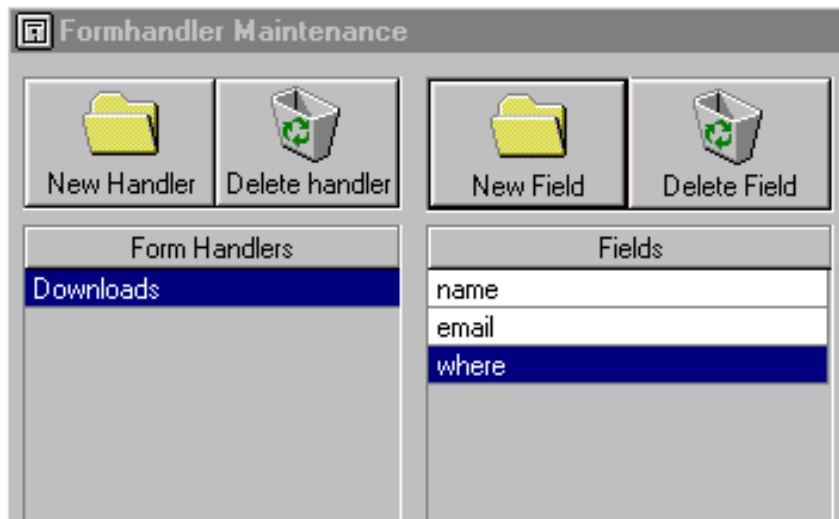 Formhandler Maintenance
New Handler
Delete handler
New Field
Delete Field
Form Handlers
Fields
Downloads
name
email
where